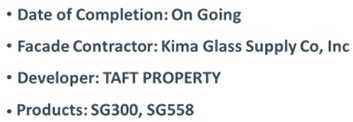 • Date of Completion: On Going
• Facade Contractor: Kima Glass Supply Co, Inc
• Developer: TAFT PROPERTY
• Products: SG300, SG558